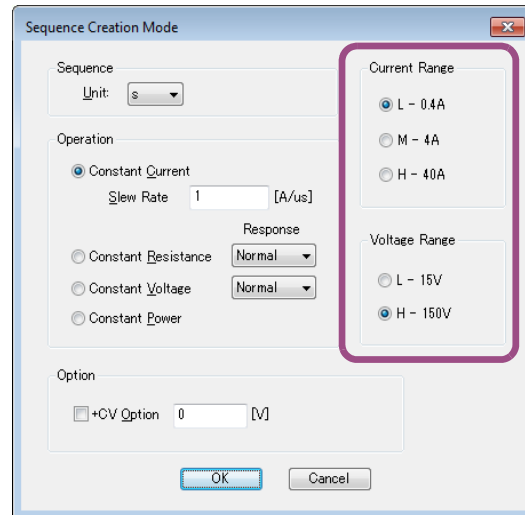 Sequence Creation Mode
Sequence
Unit: s
Operation
Constant Current
Slew Rate 1 [A/us]
Response
Constant Resistance Normal
Constant Voltage Normal
Constant Power
Option
+CV Option 0 [V]
OK Cancel
Current Range
L - 0.4A
M - 4A
H - 40A
Voltage Range
L - 15V
H - 150V